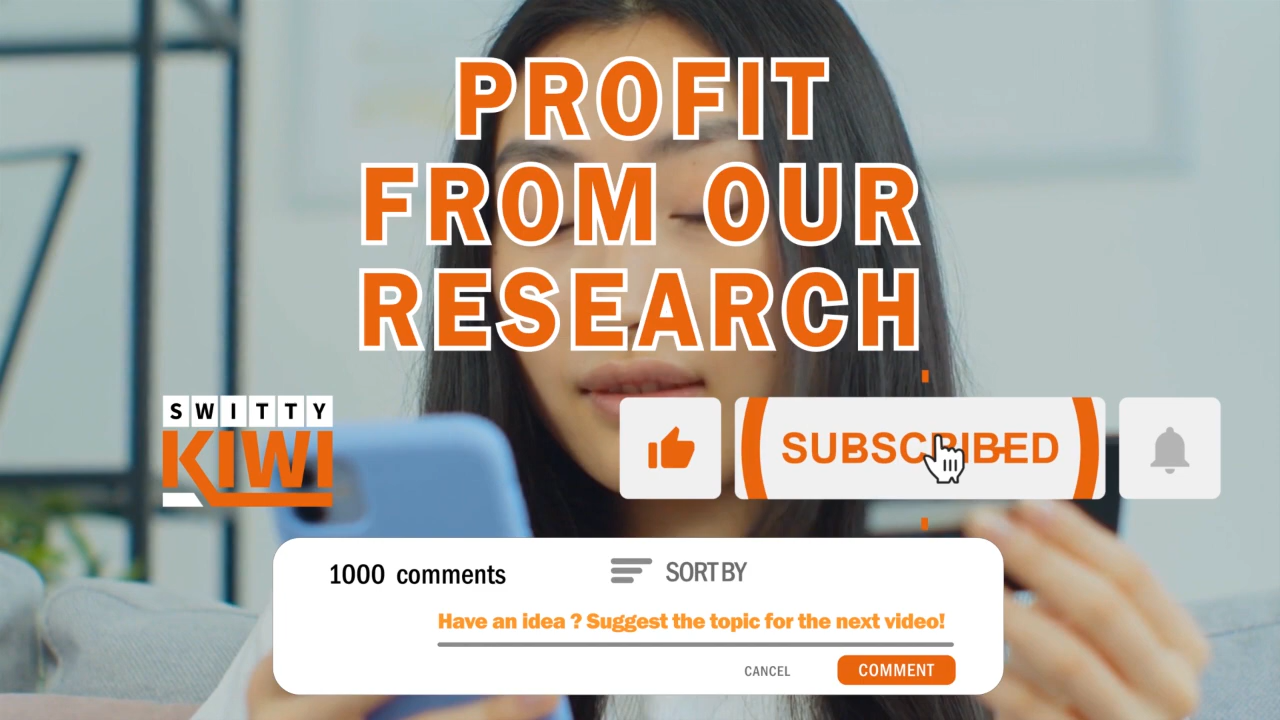 PROFIT
FROM OUR
RESEARCH
SWITTY
KIWI
SUBSCRIBED
1000 comments
SORT BY
Have an idea ? Suggest the topic for the next video!
CANCEL
COMMENT